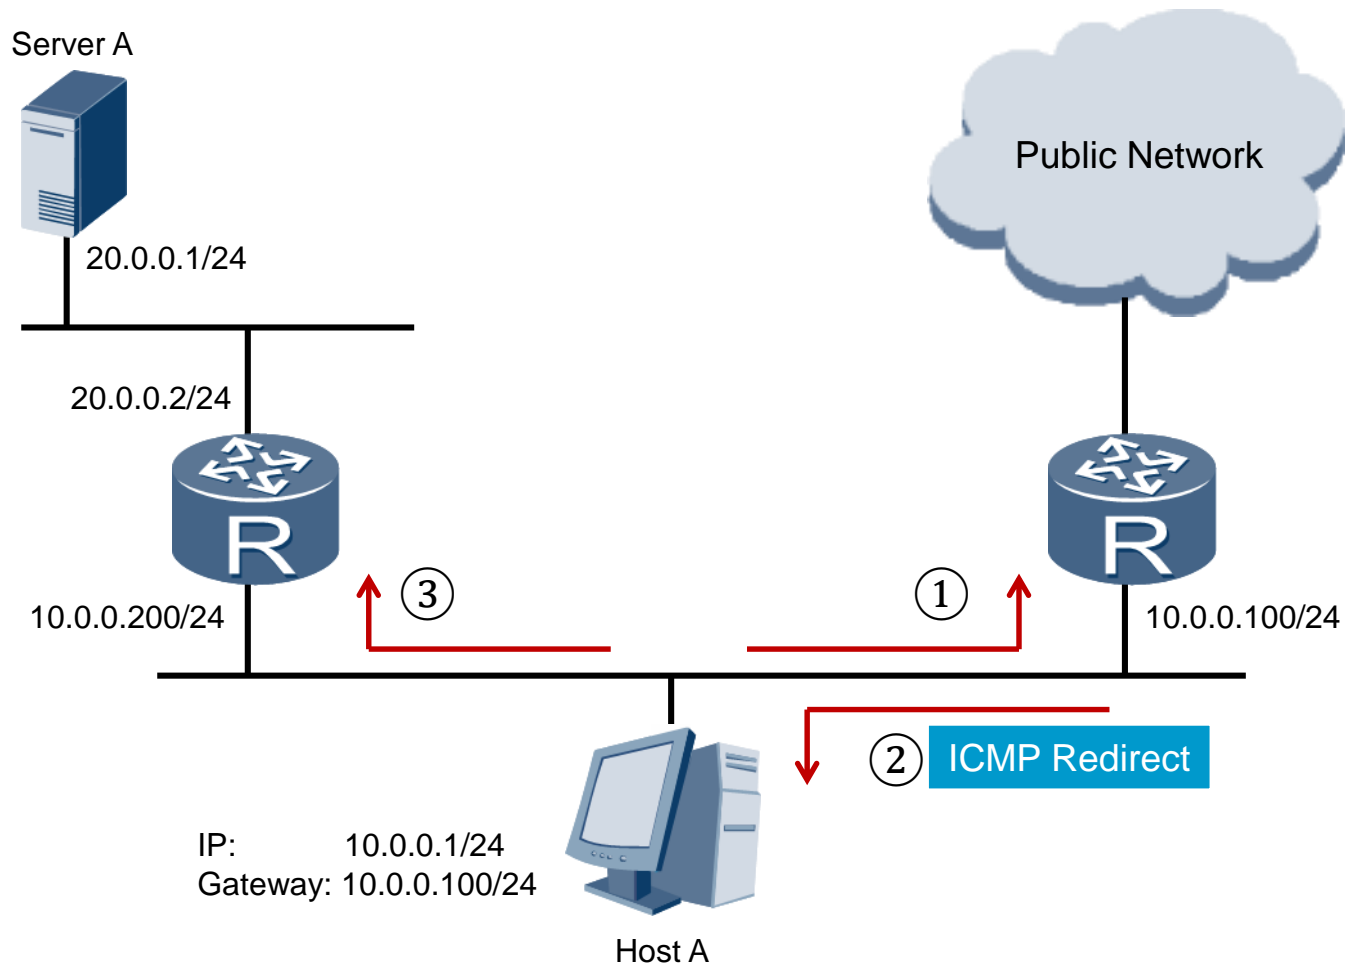 Server A
Public Network
20.0.0.1/24
20.0.0.2/24
R
R
③
①
10.0.0.200/24
10.0.0.100/24
②
ICMP Redirect
IP: 10.0.0.1/24
Gateway: 10.0.0.100/24
Host A